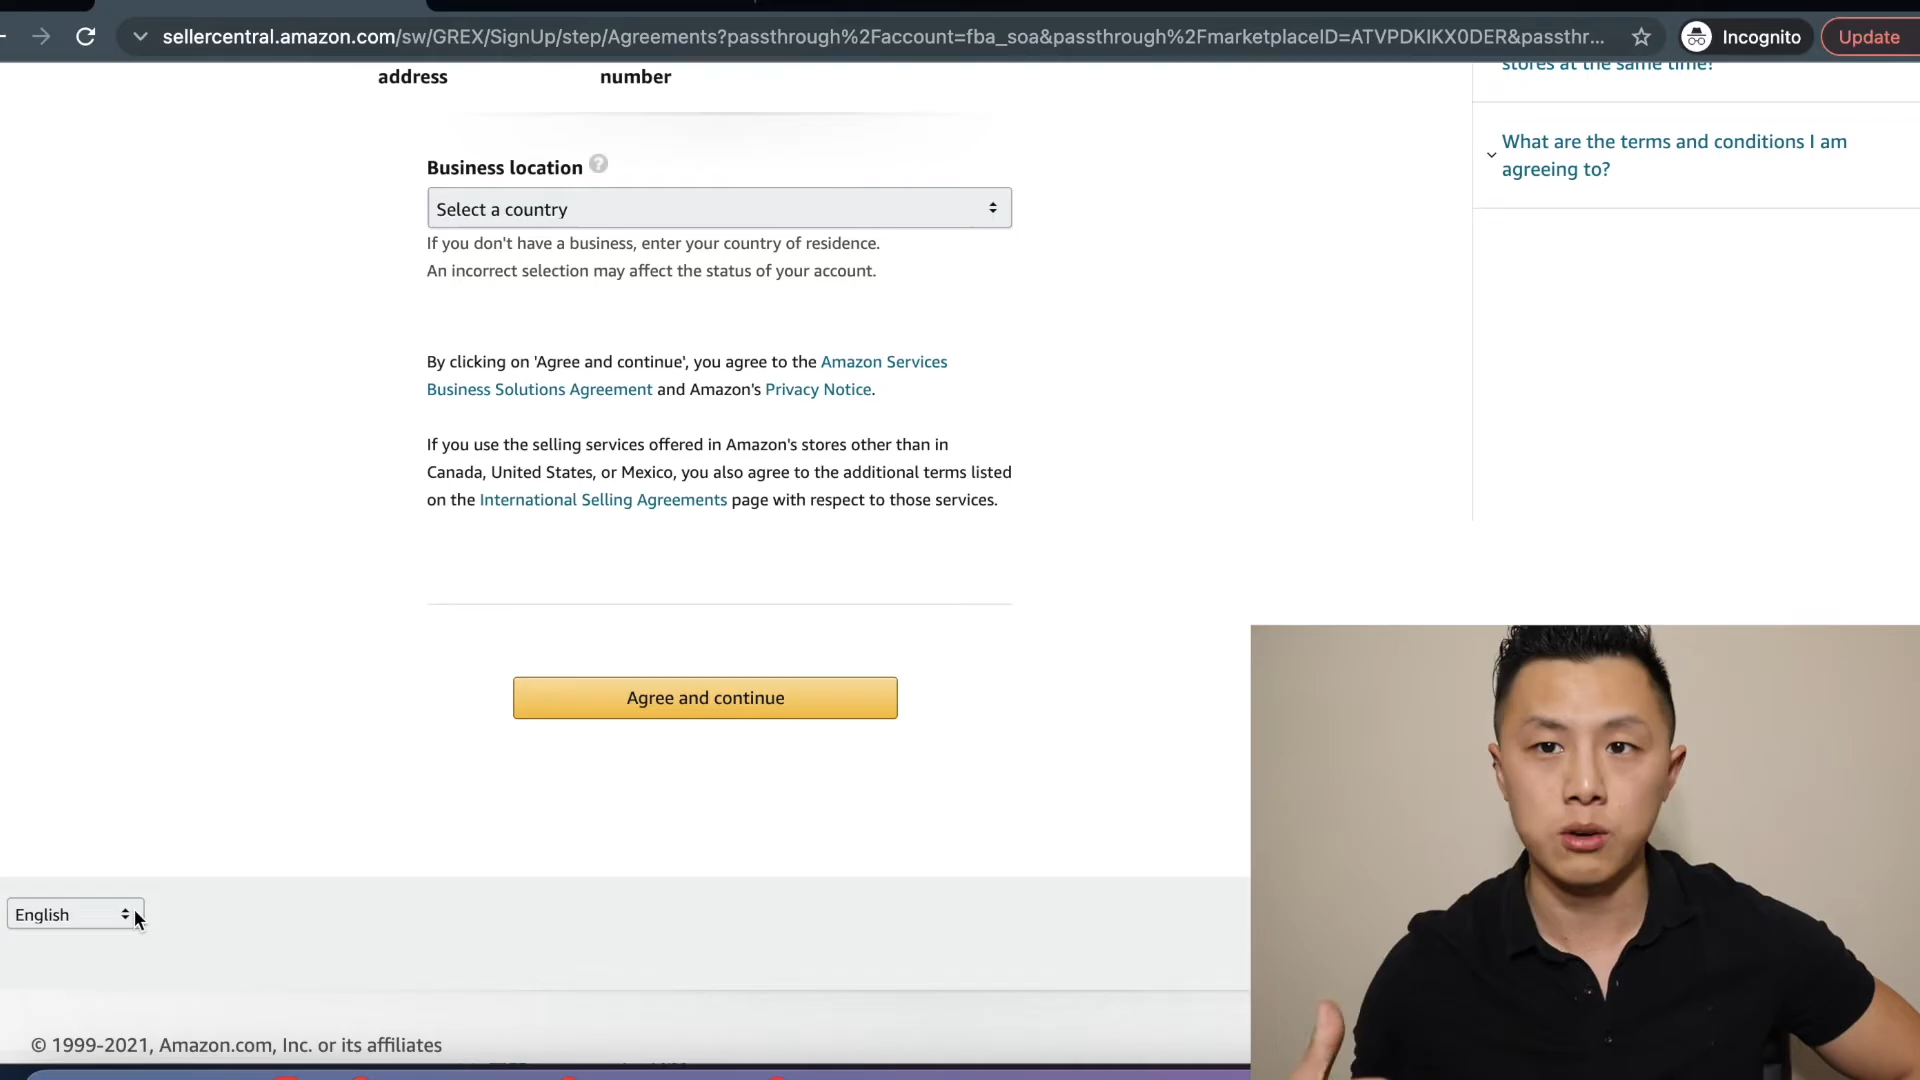 sellercentral.amazon.com/sw/GREX/SignUp/step/Agreements?passthrough%2Faccount=fba_soa&passthrough%2FmarketplaceID=ATVPDKIKX0DER&passthr...
Incognito
Update
address
number
stores at the same time?
What are the terms and conditions I am
agreeing to?
Business location
?
Select a country
If you don't have a business, enter your country of residence.
An incorrect selection may affect the status of your account.
By clicking on 'Agree and continue', you agree to the Amazon Services
Business Solutions Agreement and Amazon's Privacy Notice.
If you use the selling services offered in Amazon's stores other than in
Canada, United States, or Mexico, you also agree to the additional terms listed
on the International Selling Agreements page with respect to those services.
Agree and continue
English
© 1999-2021, Amazon.com, Inc. or its affiliates